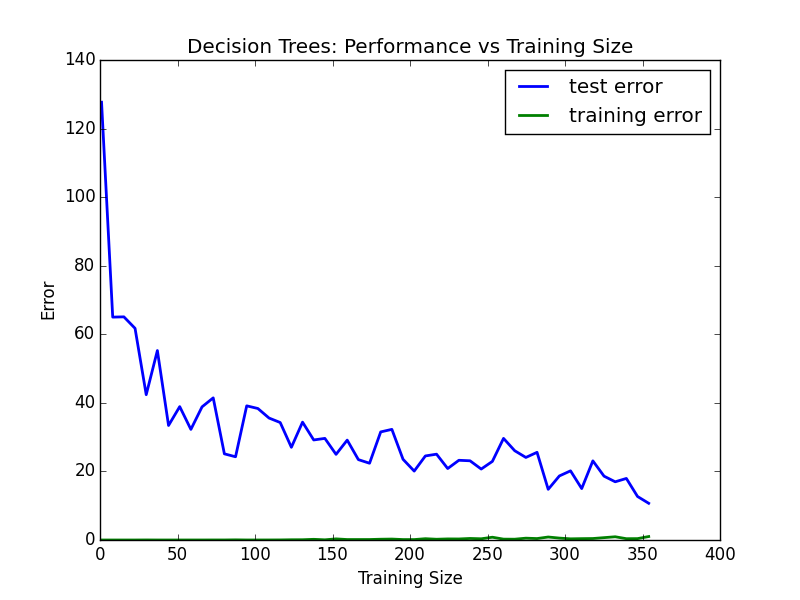 Decision Trees: Performance vs Training Size
140
120
100
80
60
40
20
0
Error
test error
training error
0 50 100 150 200 250 300 350 400
Training Size